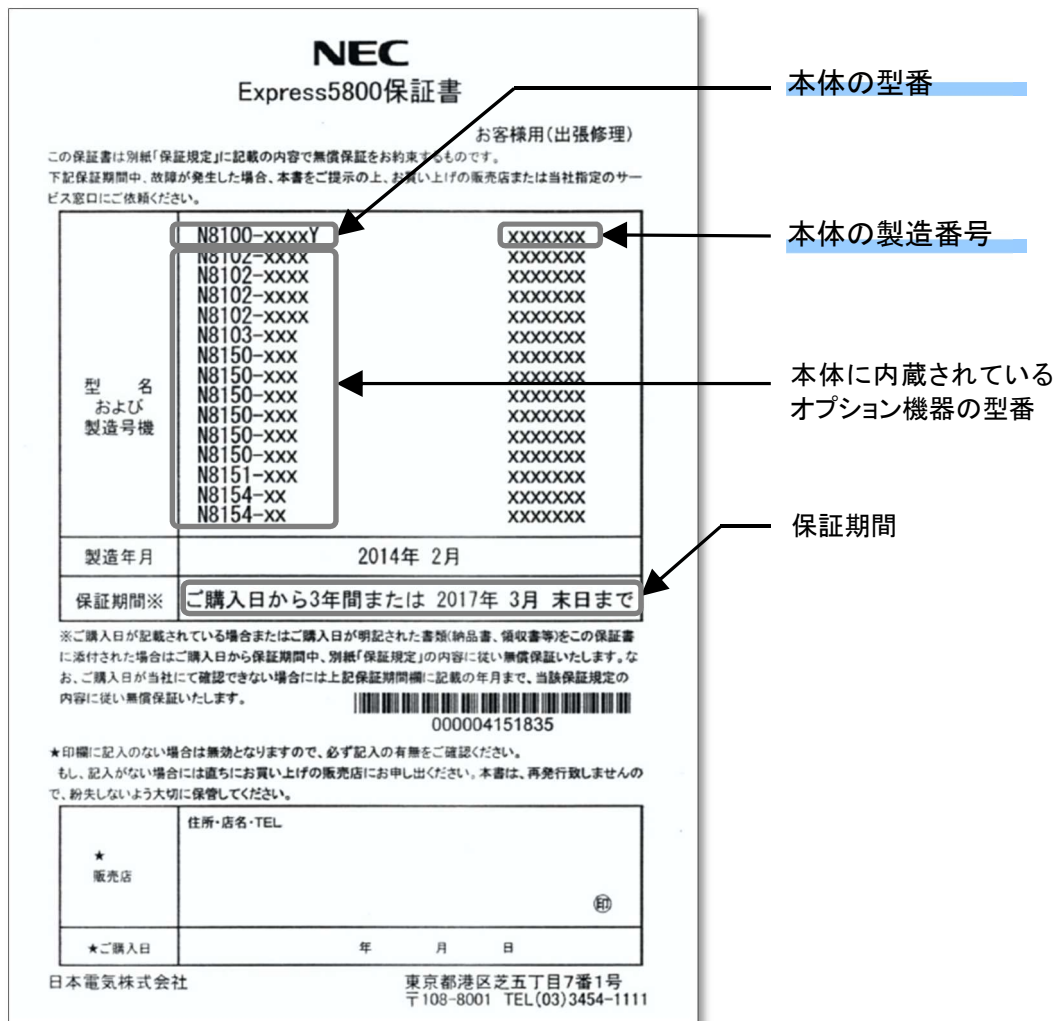 NEC
Express5800保証書
お客様用(出張修理)
この保証書は別紙「保証規定」に記載の内容で無償保証をお約束するものです。
下記保証期間中、故障が発生した場合、本書をご提示の上、お買い上げの販売店または当社指定のサー
ビス窓口にご依頼ください。
型 名
および
製造号機
N8100-xxxxY xxxxxxx
N8102-xxxx xxxxxxx
N8102-xxxx xxxxxxx
N8102-xxxx xxxxxxx
N8102-xxxx xxxxxxx
N8103-xxx xxxxxxx
N8150-xxx xxxxxxx
N8150-xxx xxxxxxx
N8150-xxx xxxxxxx
N8150-xxx xxxxxxx
N8150-xxx xxxxxxx
N8150-xxx xxxxxxx
N8151-xxx xxxxxxx
N8154-xx xxxxxxx
N8154-xx xxxxxxx
製造年月 2014年 2月
保証期間※ ご購入日から3年間または 2017年 3月 末日まで
※ご購入日が記載されている場合またはご購入日が明記された書類(納品書、領収書等)をこの保証書
に添付された場合はご購入日から保証期間中、別紙「保証規定」の内容に従い無償保証いたします。な
お、ご購入日が当社にて確認できない場合には上記保証期間欄に記載の年月まで、当該保証規定の
内容に従い無償保証いたします。
000004151835
★印欄に記入のない場合は無効となりますので、必ず記入の有無をご確認ください。
もし、記入がない場合には直ちにお買い上げの販売店にお申し出ください。本書は、再発行致しませんの
で、紛失しないよう大切に保管してください。
★
販売店
住所・店名・TEL
㊞
★ご購入日 年 月 日
日本電気株式会社
東京都港区芝五丁目7番1号
〒108-8001 TEL(03)3454-1111
本体の型番
本体の製造番号
本体に内蔵されている
オプション機器の型番
保証期間